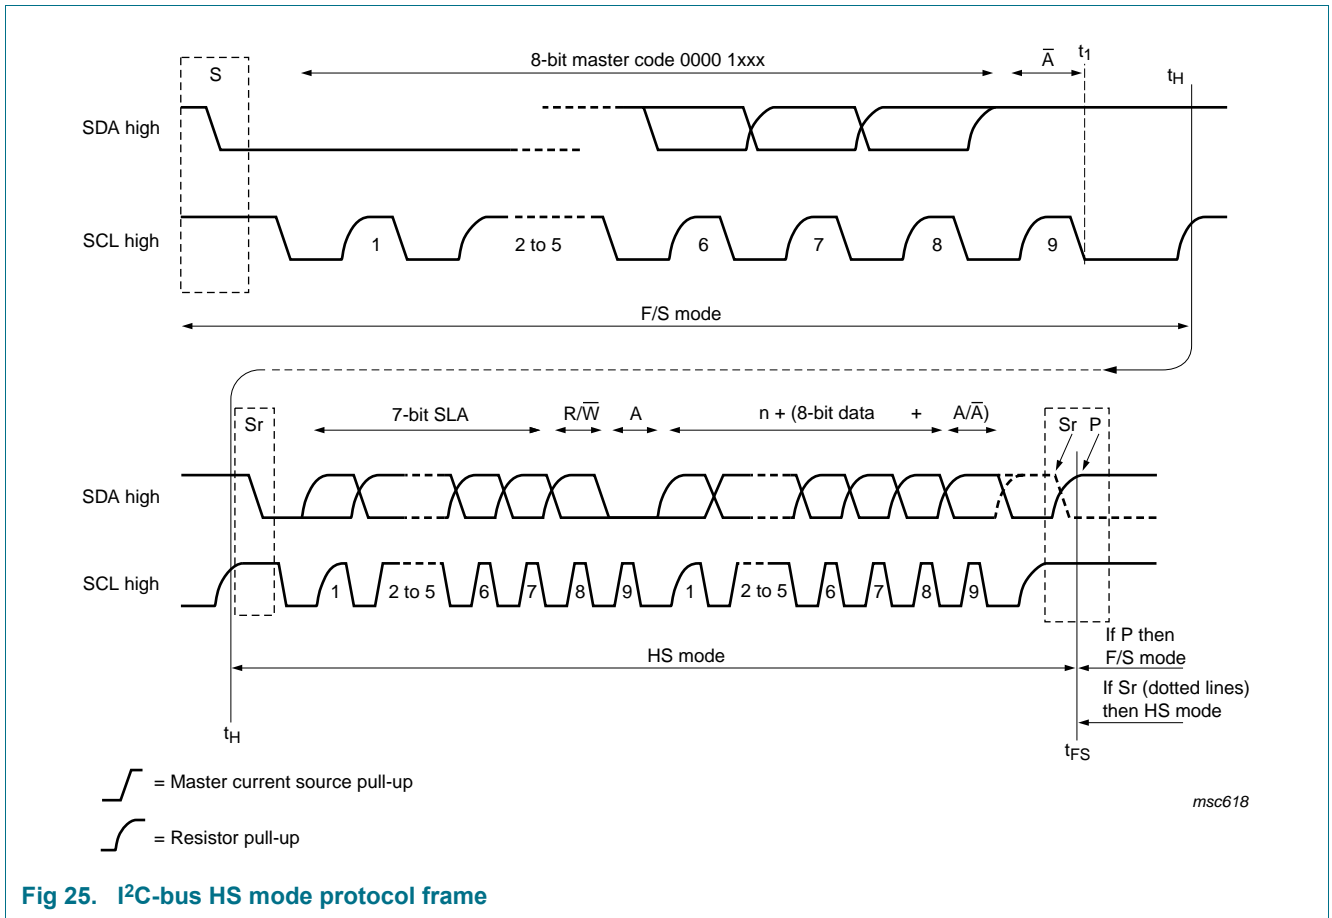 S
8-bit master code 0000 1xxx
A̅
t1
tH
SDA high
SCL high
1
2 to 5
6
7
8
9
F/S mode
Sr
7-bit SLA
R/W̅
A
n + (8-bit data + A/A̅)
Sr P
SDA high
SCL high
1
2 to 5
6
7
8
9
1
2 to 5
6
7
8
9
If P then
F/S mode
HS mode
If Sr (dotted lines)
then HS mode
tH
tFS
= Master current source pull-up
= Resistor pull-up
msc618
Fig 25. I²C-bus HS mode protocol frame